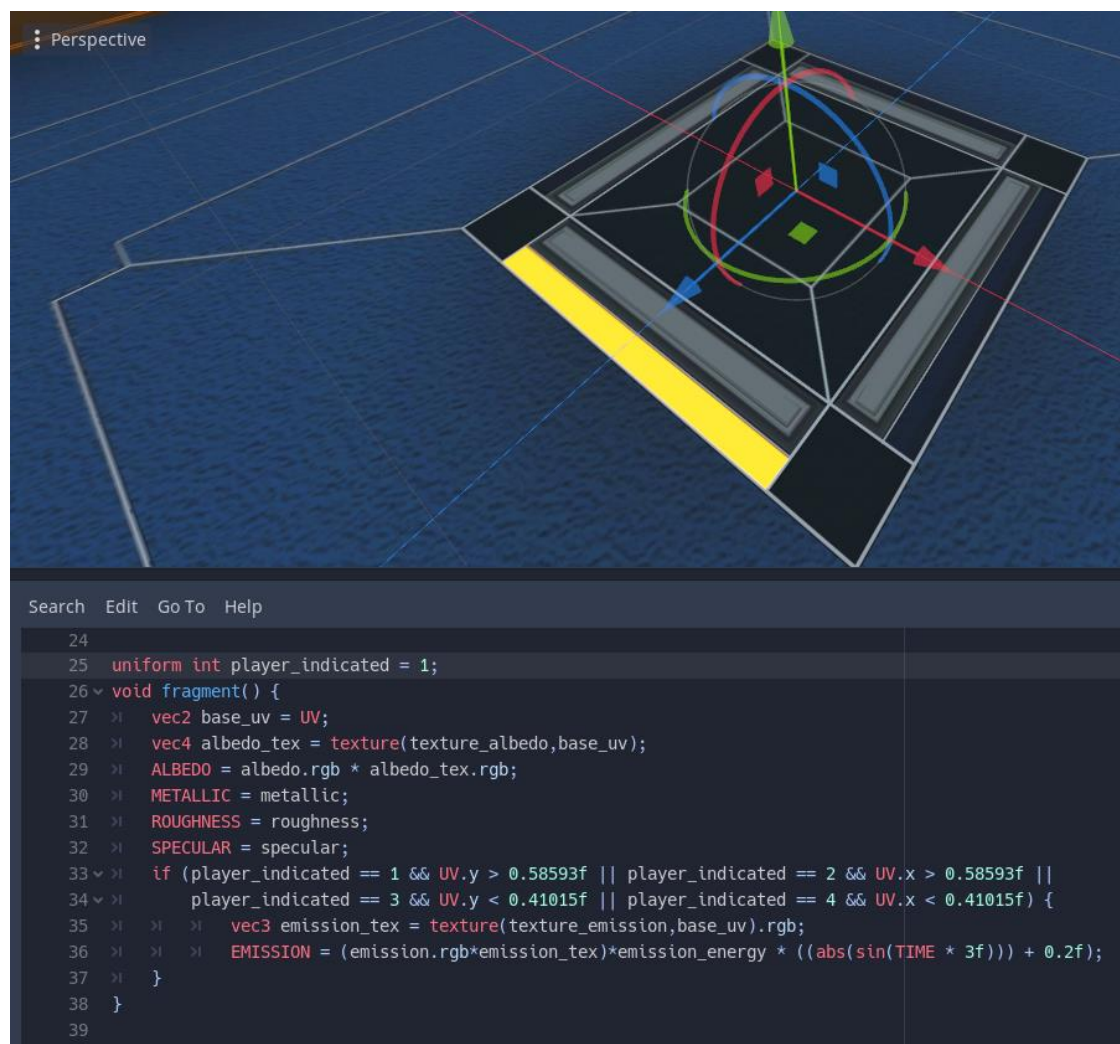 Perspective
Search Edit Go To Help
24
25 uniform int player_indicated = 1;
26 void fragment() {
27 vec2 base_uv = UV;
28 vec4 albedo_tex = texture(texture_albedo,base_uv);
29 ALBEDO = albedo.rgb * albedo_tex.rgb;
30 METALLIC = metallic;
31 ROUGHNESS = roughness;
32 SPECULAR = specular;
33 if (player_indicated == 1 && UV.y > 0.58593f || player_indicated == 2 && UV.x > 0.58593f ||
34 player_indicated == 3 && UV.y < 0.41015f || player_indicated == 4 && UV.x < 0.41015f) {
35 vec3 emission_tex = texture(texture_emission,base_uv).rgb;
36 EMISSION = (emission.rgb*emission_tex)*emission_energy * ((abs(sin(TIME * 3f))) + 0.2f);
37 }
38 }
39